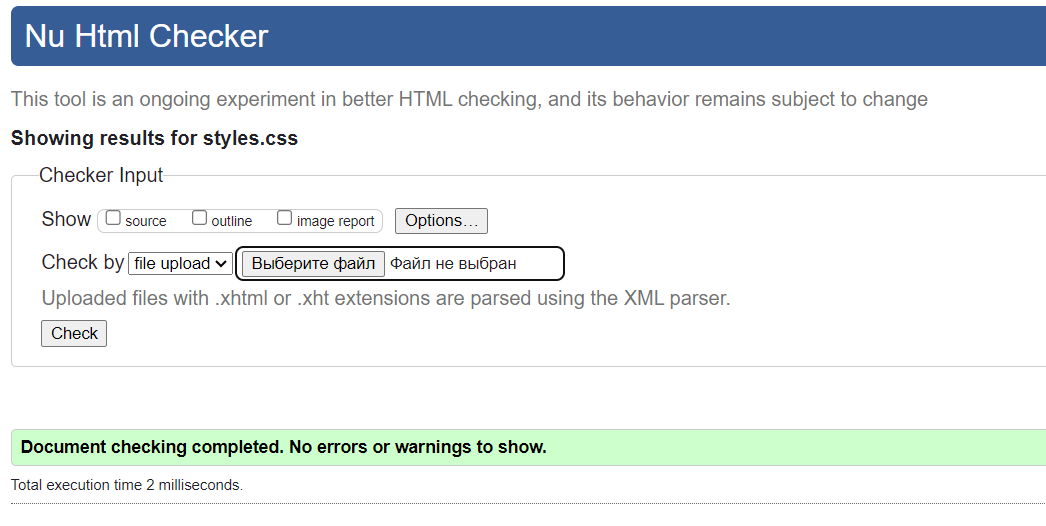 Nu Html Checker
This tool is an ongoing experiment in better HTML checking, and its behavior remains subject to change
Showing results for styles.css
Checker Input
Show source outline image report Options…
Check by file upload Выберите файл Файл не выбран
Uploaded files with .xhtml or .xht extensions are parsed using the XML parser.
Check
Document checking completed. No errors or warnings to show.
Total execution time 2 milliseconds.